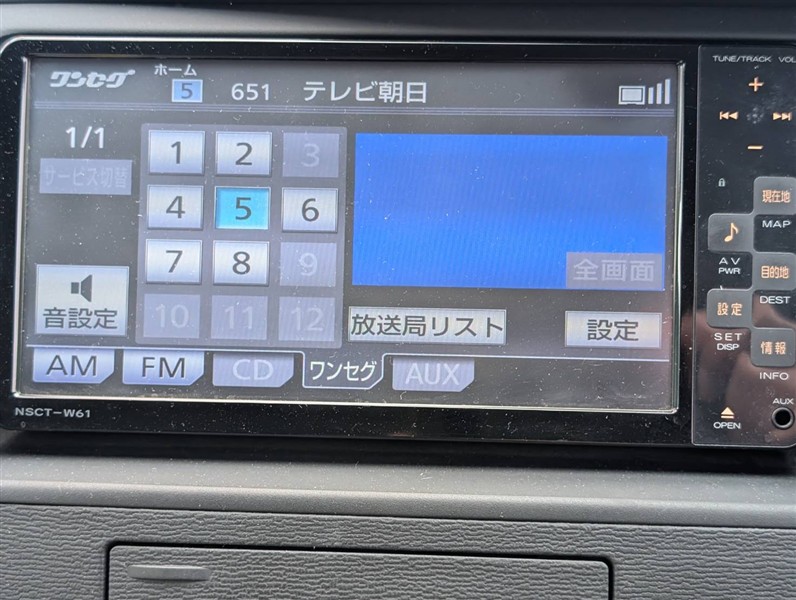 ワンセグ ホーム 5 651 テレビ朝日
TUNE/TRACK VOL
1/1
サービス切替
1 2 3
4 5 6
7 8 9
10 11 12
全画面
音設定
放送局リスト
設定
AM FM CD ワンセグ AUX
NSCT-W61
現在地
MAP
AV
PWR
目的地
DEST
設定
SET
DISP
情報
INFO
AUX
OPEN